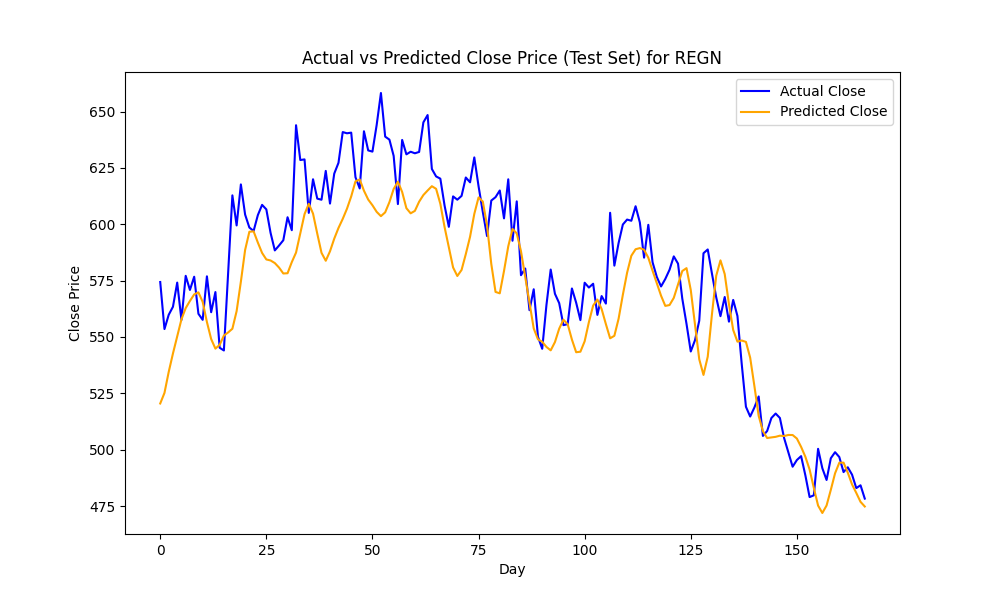 Actual vs Predicted Close Price (Test Set) for REGN
Actual Close
Predicted Close
650
625
600
575
550
525
500
475
Close Price
0 25 50 75 100 125 150
Day